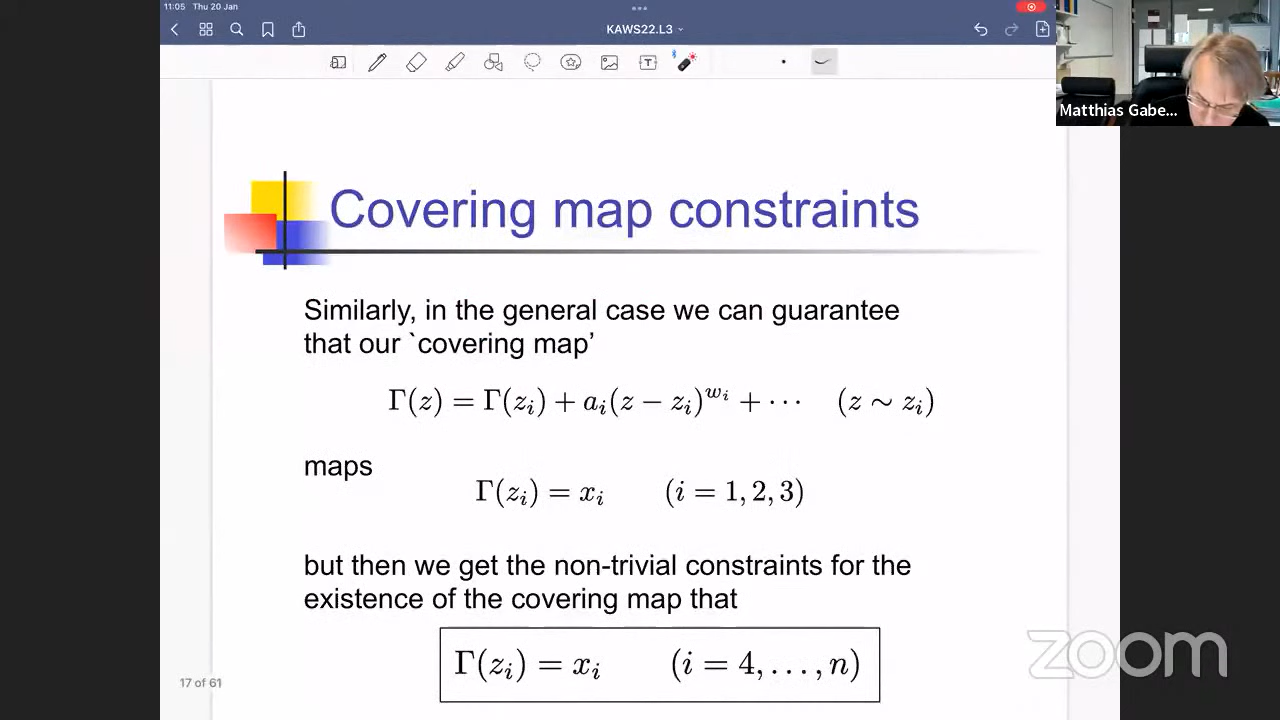 11:05 Thu 20 Jan
KAWS22.L3
T
Matthias Gabe...
Covering map constraints
Similarly, in the general case we can guarantee
that our `covering map’
Γ(z) = Γ(z_i) + a_i(z − z_i)^{w_i} + ⋯ (z ∼ z_i)
maps
Γ(z_i) = x_i (i = 1, 2, 3)
but then we get the non-trivial constraints for the
existence of the covering map that
Γ(z_i) = x_i (i = 4, . . . , n)
17 of 61
zoom